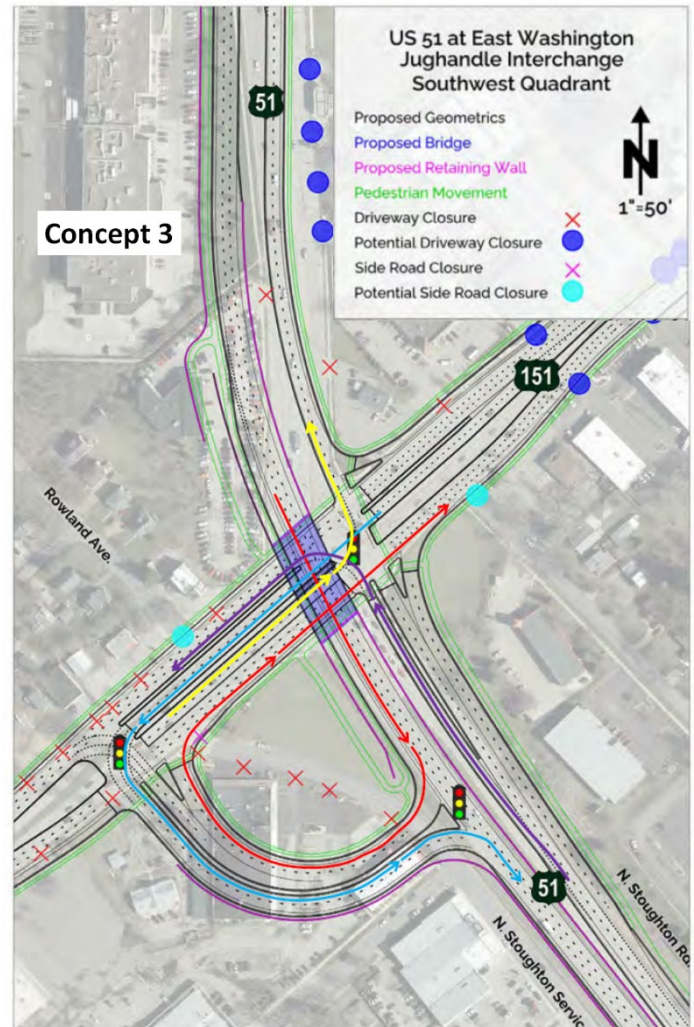 US 51 at East Washington
Jughandle Interchange
Southwest Quadrant
Proposed Geometrics
Proposed Bridge
Proposed Retaining Wall
Pedestrian Movement
Driveway Closure
Potential Driveway Closure
Side Road Closure
Potential Side Road Closure
N
1"=50'
51
Concept 3
151
Rowland Ave.
51
N. Stoughton Rd.
N. Stoughton Servic